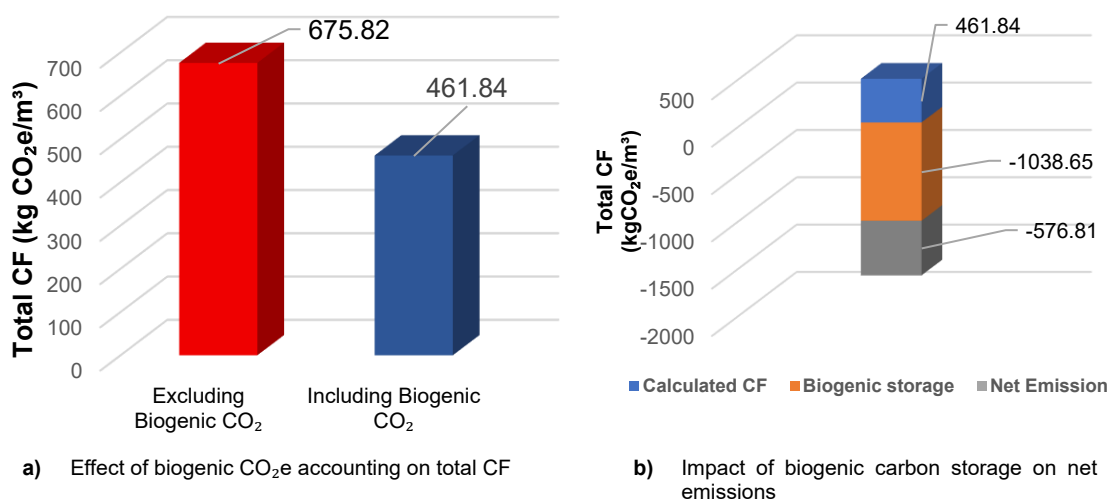 675.82
461.84
Total CF (kg CO₂e/m³)
700
600
500
400
300
200
100
0
Excluding
Biogenic CO₂
Including Biogenic
CO₂
a) Effect of biogenic CO₂e accounting on total CF
461.84
-1038.65
-576.81
Total CF
(kgCO₂e/m³)
500
0
-500
-1000
-1500
-2000
Calculated CF
Biogenic storage
Net Emission
b) Impact of biogenic carbon storage on net
emissions